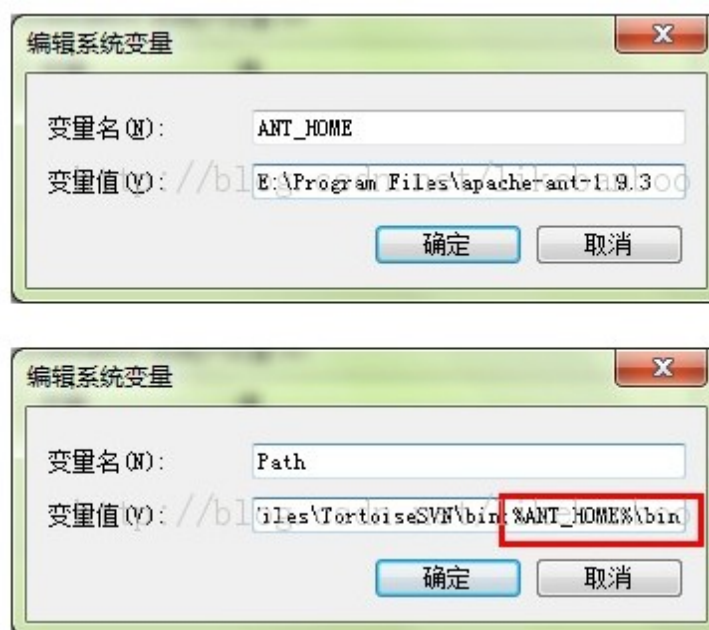 编辑系统变量
变量名(N): ANT_HOME
变量值(V): E:\Program Files\apache-ant-1.9.3
确定 取消
编辑系统变量
变量名(N): Path
变量值(V): iles\TortoiseSVN\bin;%ANT_HOME%\bin
确定 取消